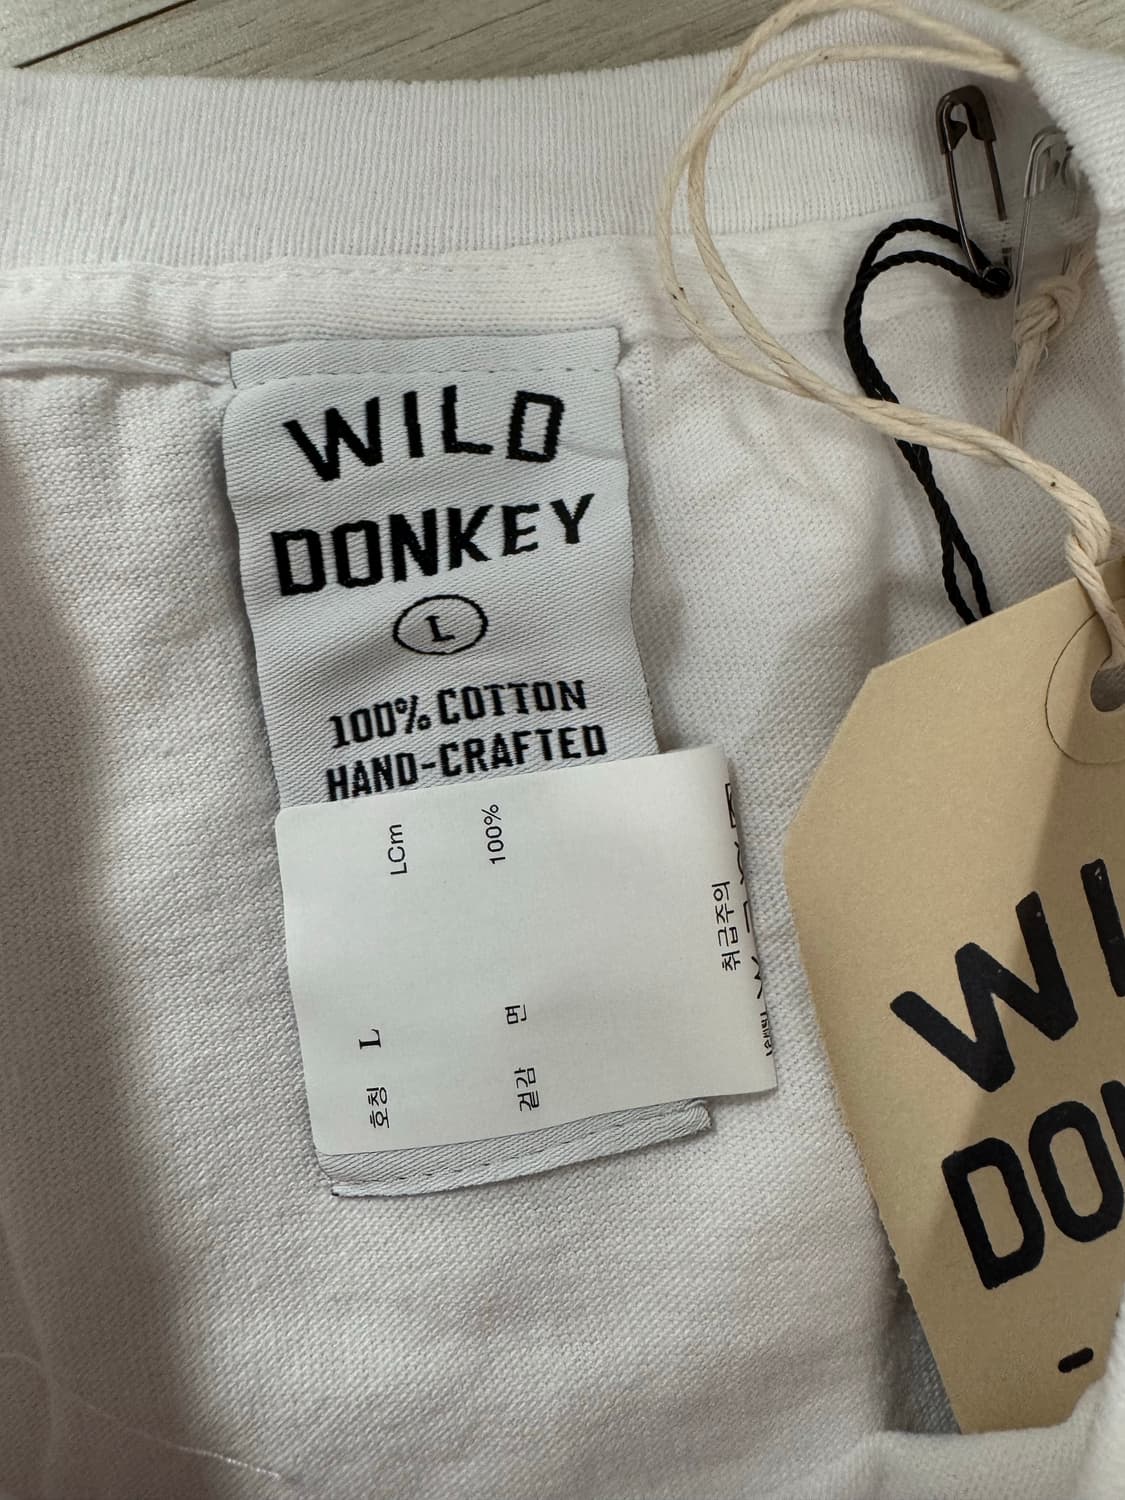 WILD
DONKEY
L
100% COTTON
HAND-CRAFTED
호칭 L LCm
겉감 면 100%
취급주의
WI
DON
-